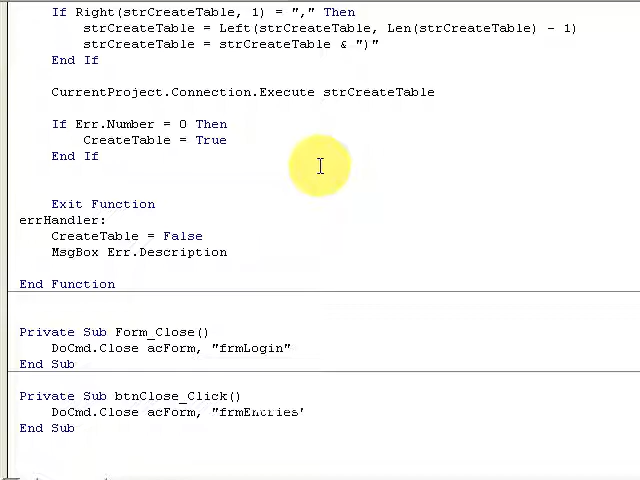 If Right(strCreateTable, 1) = "," Then
strCreateTable = Left(strCreateTable, Len(strCreateTable) - 1)
strCreateTable = strCreateTable & ")"
End If
CurrentProject.Connection.Execute strCreateTable
If Err.Number = 0 Then
CreateTable = True
End If
Exit Function
errHandler:
CreateTable = False
MsgBox Err.Description
End Function
Private Sub Form_Close()
DoCmd.Close acForm, "frmLogin"
End Sub
Private Sub btnClose_Click()
DoCmd.Close acForm, "frmEntries"
End Sub